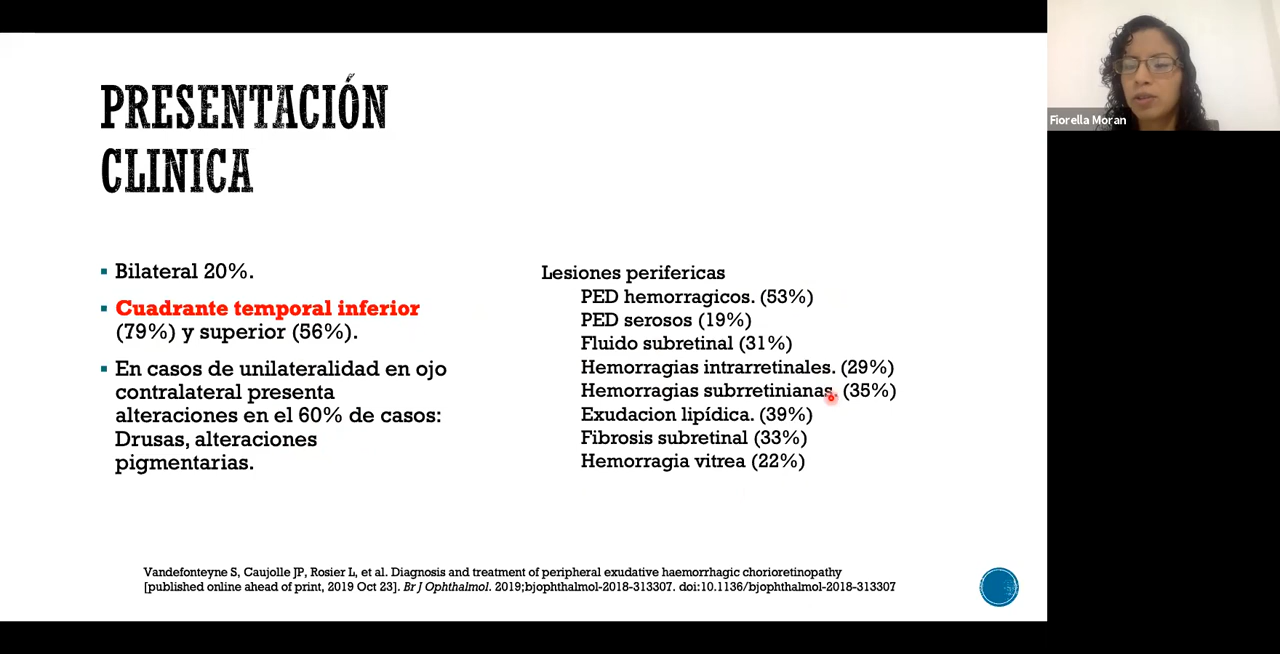 PRESENTACIÓN
CLINICA
Bilateral 20%.
Cuadrante temporal inferior
(79%) y superior (56%).
En casos de unilateralidad en ojo
contralateral presenta
alteraciones en el 60% de casos:
Drusas, alteraciones
pigmentarias.
Lesiones perifericas
PED hemorragicos. (53%)
PED serosos (19%)
Fluido subretinal (31%)
Hemorragias intrarretinales. (29%)
Hemorragias subrretinianas. (35%)
Exudacion lipídica. (39%)
Fibrosis subretinal (33%)
Hemorragia vitrea (22%)
Vandefonteyne S, Caujolle JP, Rosier L, et al. Diagnosis and treatment of peripheral exudative haemorrhagic chorioretinopathy
[published online ahead of print, 2019 Oct 23]. Br J Ophthalmol. 2019;bjophthalmol-2018-313307. doi:10.1136/bjophthalmol-2018-313307
Fiorella Moran